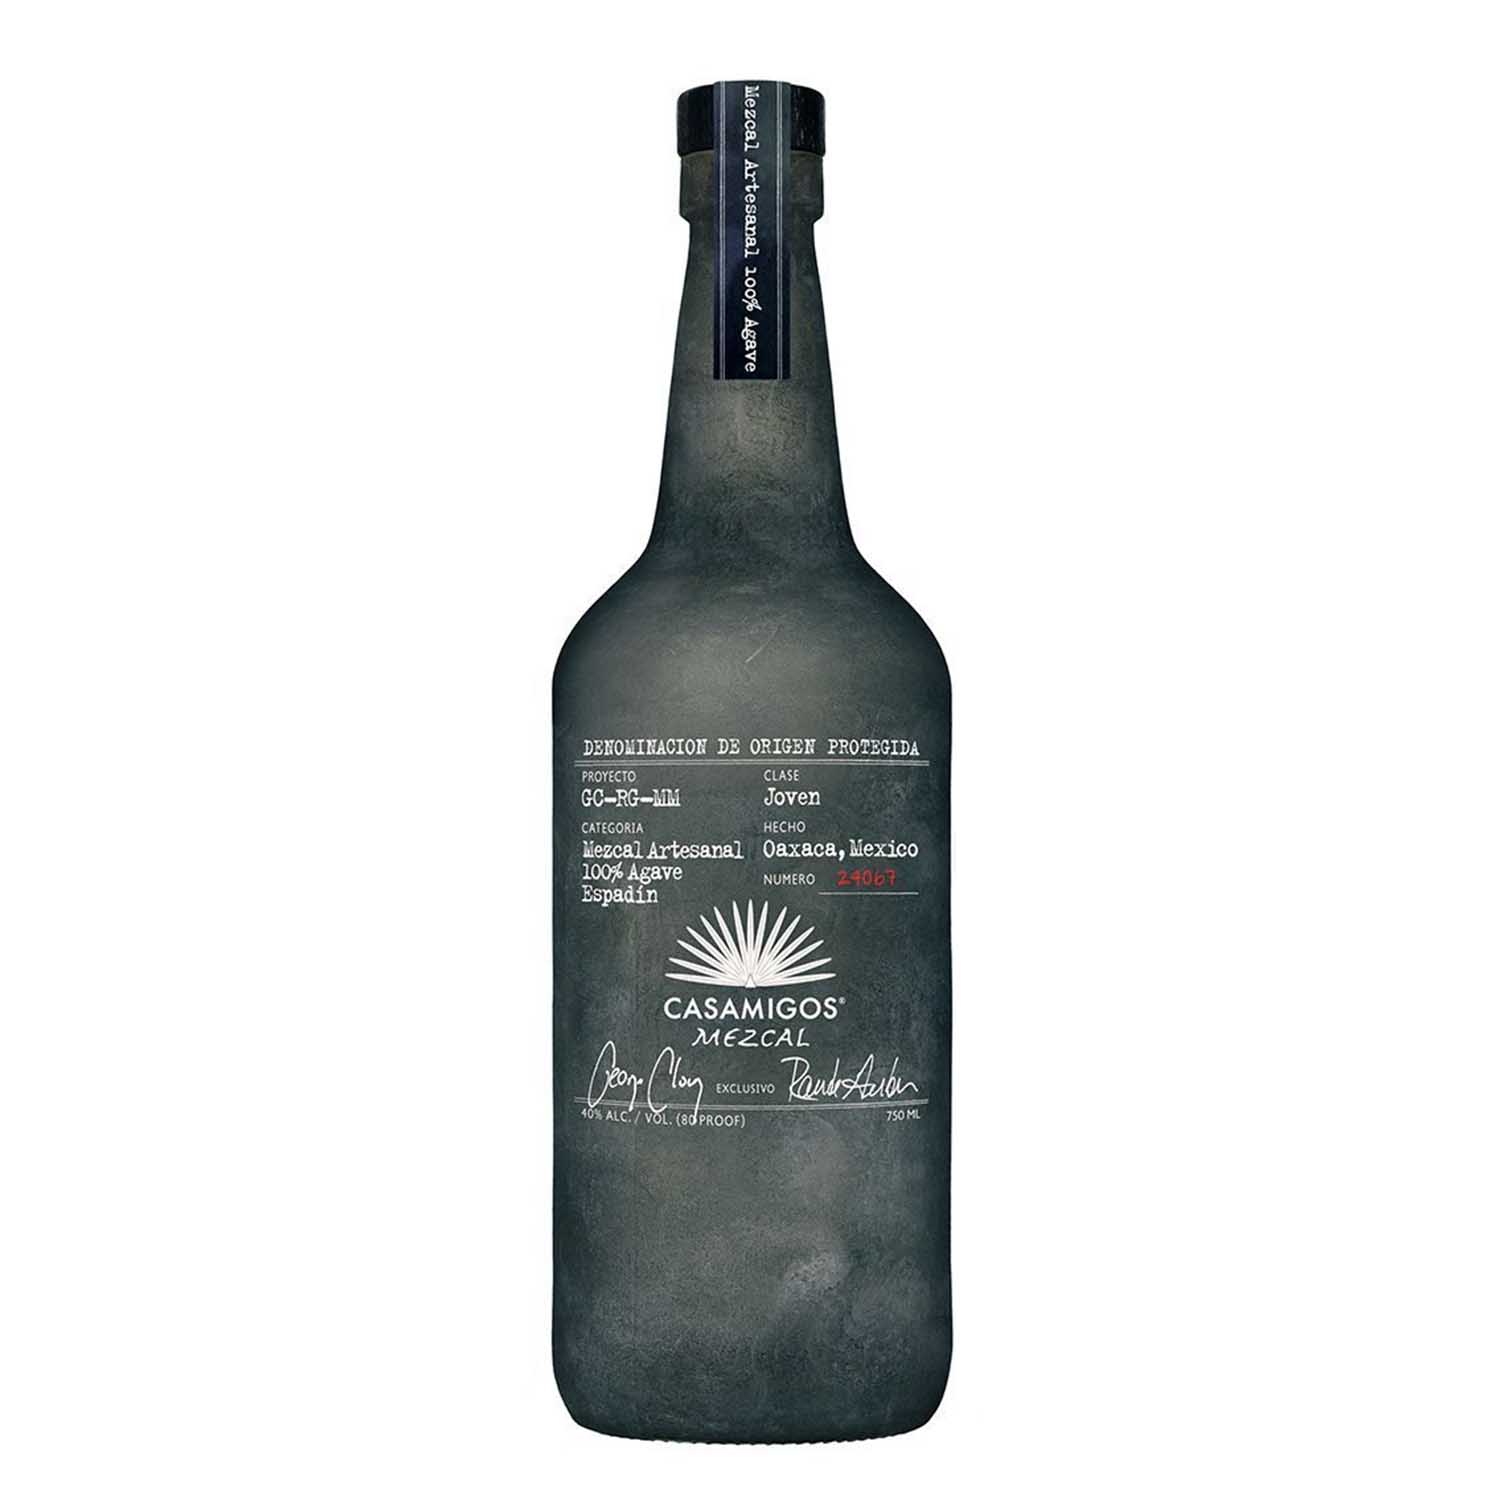 Mezcal Artesanal 100% Agave
DENOMINACION DE ORIGEN PROTEGIDA
PROYECTO
GC-RG-MM
CLASE
Joven
CATEGORIA
Mezcal Artesanal
100% Agave
Espadín
HECHO
Oaxaca, Mexico
NUMERO 24067
CASAMIGOS®
MEZCAL
EXCLUSIVO
40% ALC. / VOL. (80 PROOF)
750 ML